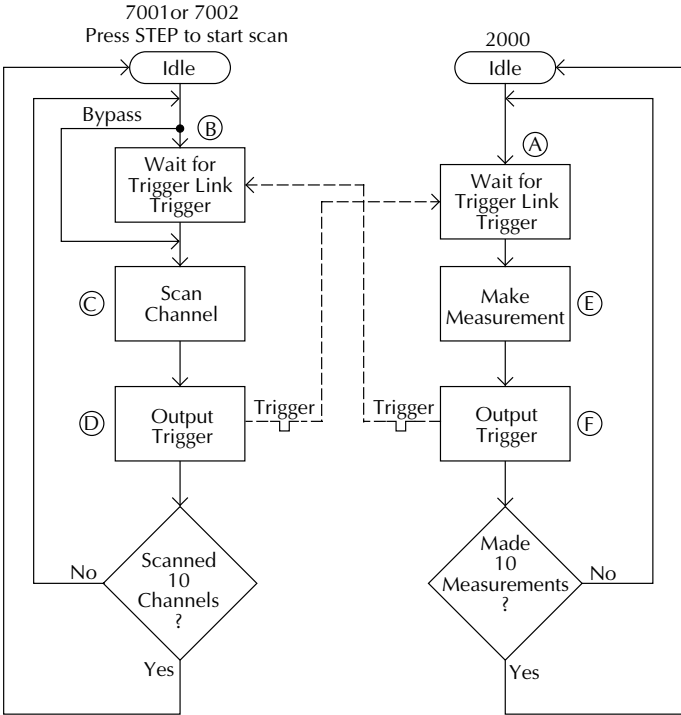 7001or 7002
Press STEP to start scan
Idle
Bypass
B
Wait for
Trigger Link
Trigger
C
Scan
Channel
D
Output
Trigger
Trigger
Scanned
10
Channels
?
No
Yes
2000
Idle
A
Wait for
Trigger Link
Trigger
Make
Measurement
E
Trigger
Output
Trigger
F
Made
10
Measurements
?
No
Yes